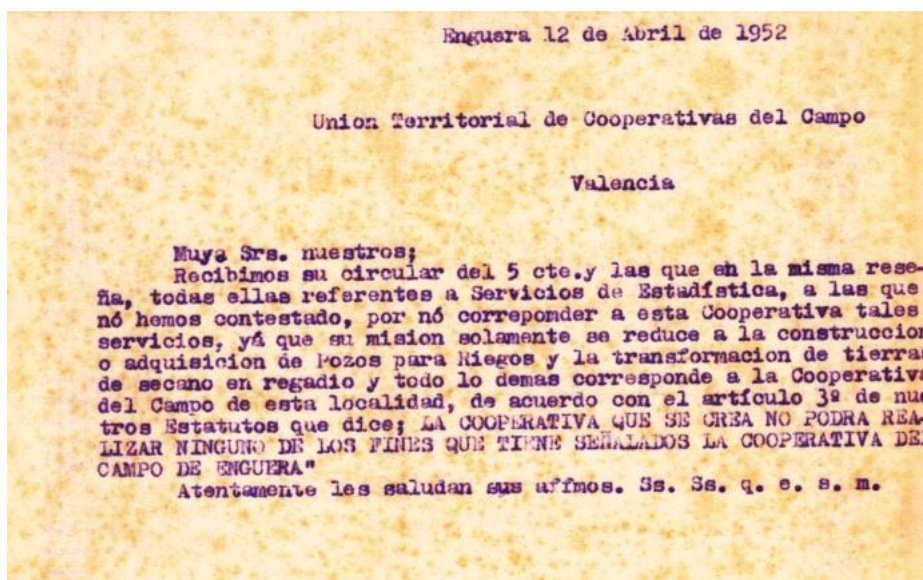 Enguera 12 de Abril de 1952
Union Territorial de Cooperativas del Campo
Valencia
Muya Srs. nuestros;
Recibimos su circular del 5 cte.y las que en la misma rese-
ña, todas ellas referentes a Servicios de Estadística, a las que
nó hemos contestado, por nó correponder a esta Cooperativa tales
servicios, yá que su mision solamente se reduce a la construccion
o adquisicion de Pozos para Riegos y la transformacion de tierra
de secano en regadio y todo lo demas corresponde a la Cooperativa
del Campo de esta localidad, de acuerdo con el artículo 3º de nu
tros Estatutos que dice; LA COOPERATIVA QUE SE CREA NO PODRA REA-
LIZAR NINGUNO DE LOS FINES QUE TIENE SEÑALADOS LA COOPERATIVA DE
CAMPO DE ENGUERA"
Atentamente les saludan sus affmos. Ss. Ss. q. e. s. m.